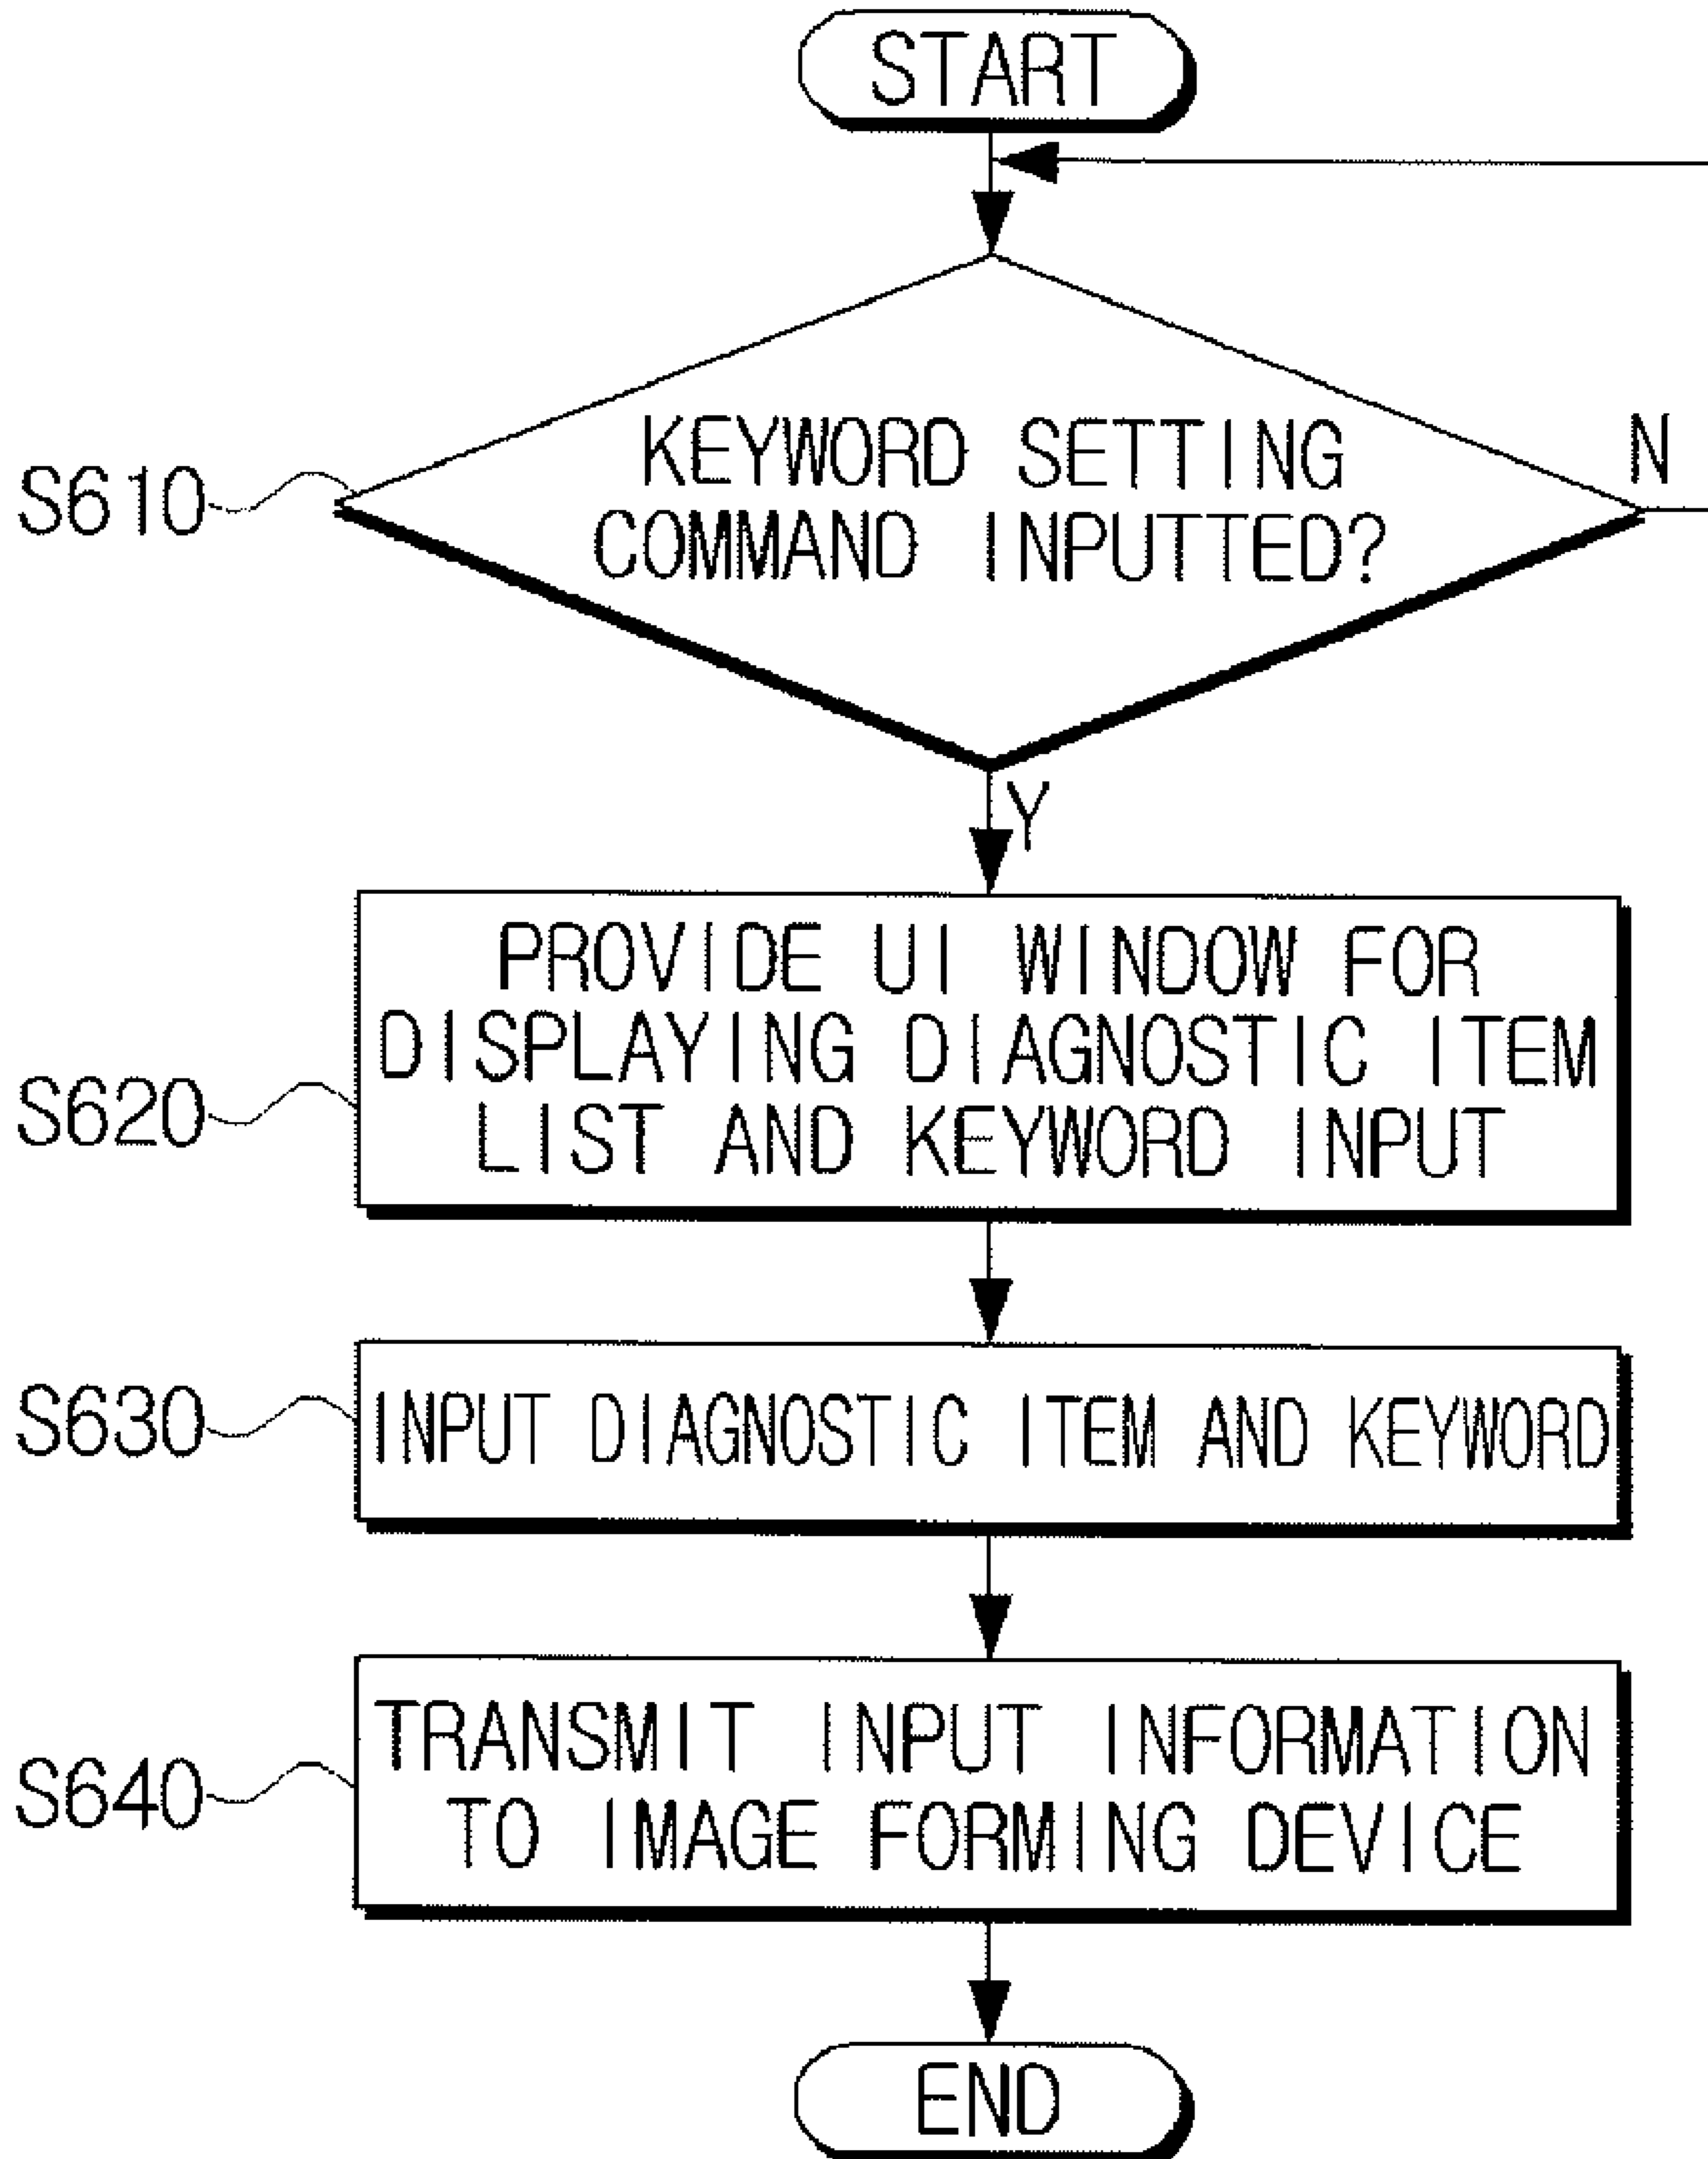 START
KEYWORD SETTING
COMMAND INPUTTED?
N
S610
Y
PROVIDE UI WINDOW FOR
DISPLAYING DIAGNOSTIC ITEM
LIST AND KEYWORD INPUT
S620
INPUT DIAGNOSTIC ITEM AND KEYWORD
S630
TRANSMIT INPUT INFORMATION
TO IMAGE FORMING DEVICE
S640
END